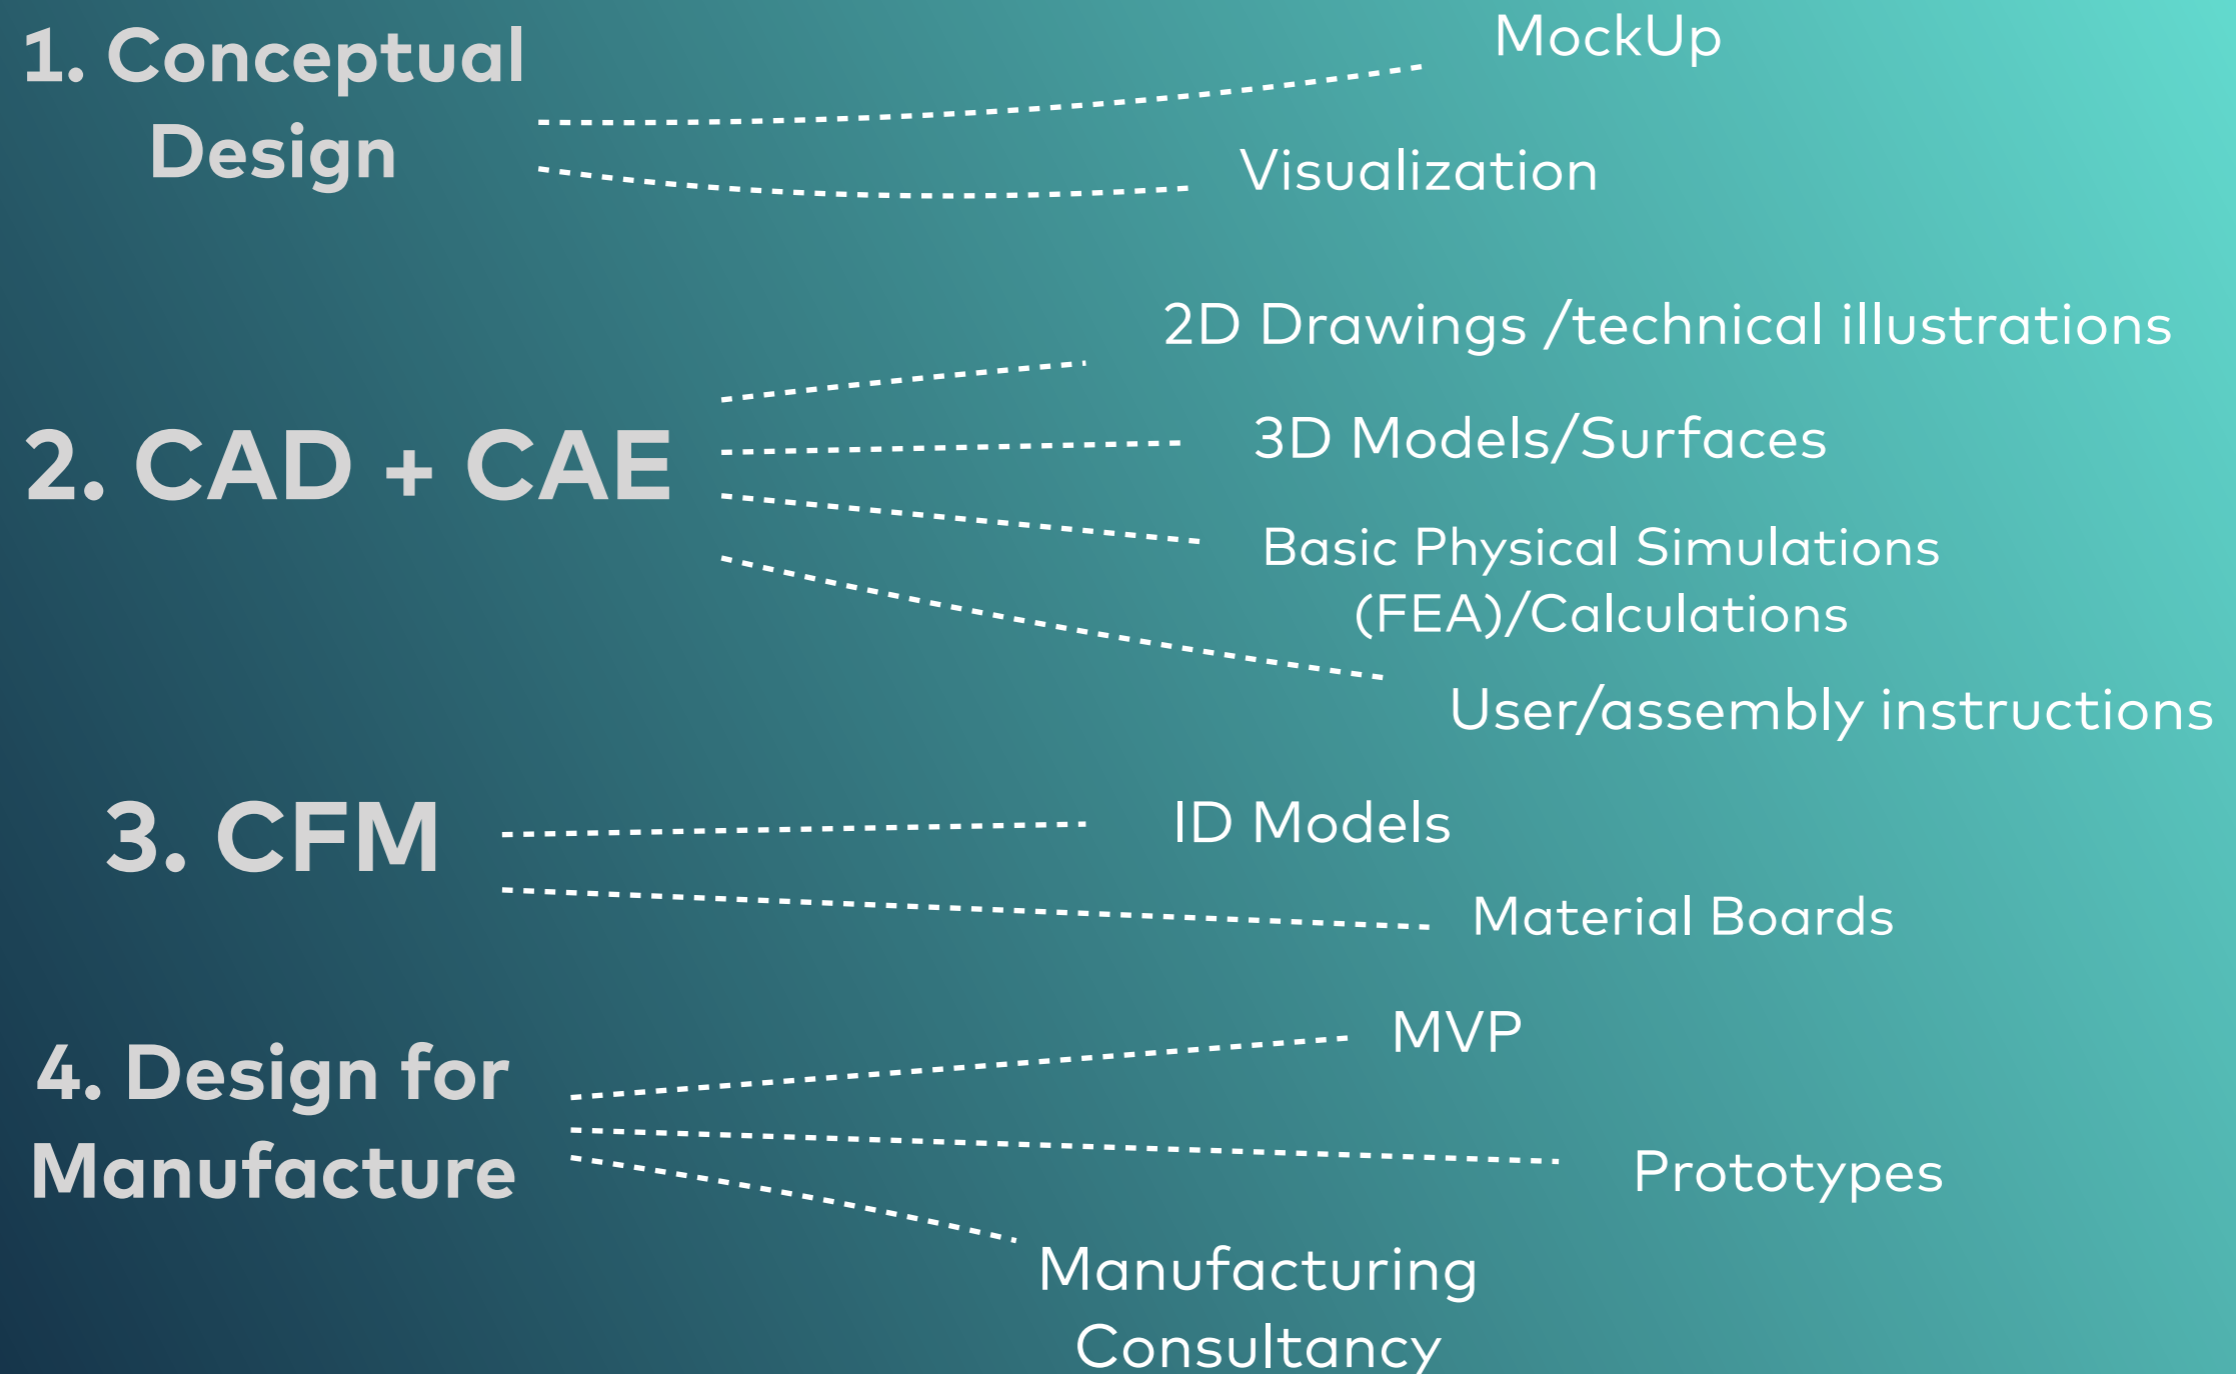 1. Conceptual
Design
MockUp
Visualization
2. CAD + CAE
2D Drawings /technical illustrations
3D Models/Surfaces
Basic Physical Simulations
(FEA)/Calculations
User/assembly instructions
3. CFM
ID Models
Material Boards
4. Design for
Manufacture
MVP
Prototypes
Manufacturing
Consultancy